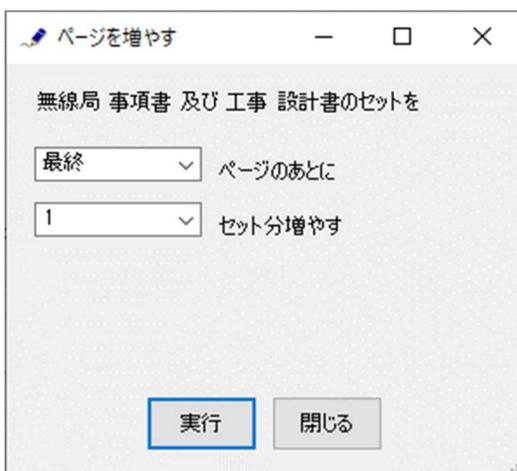 ページを増やす
無線局 事項書 及び 工事 設計書のセットを
最終 ページのあとに
1 セット分増やす
実行 閉じる